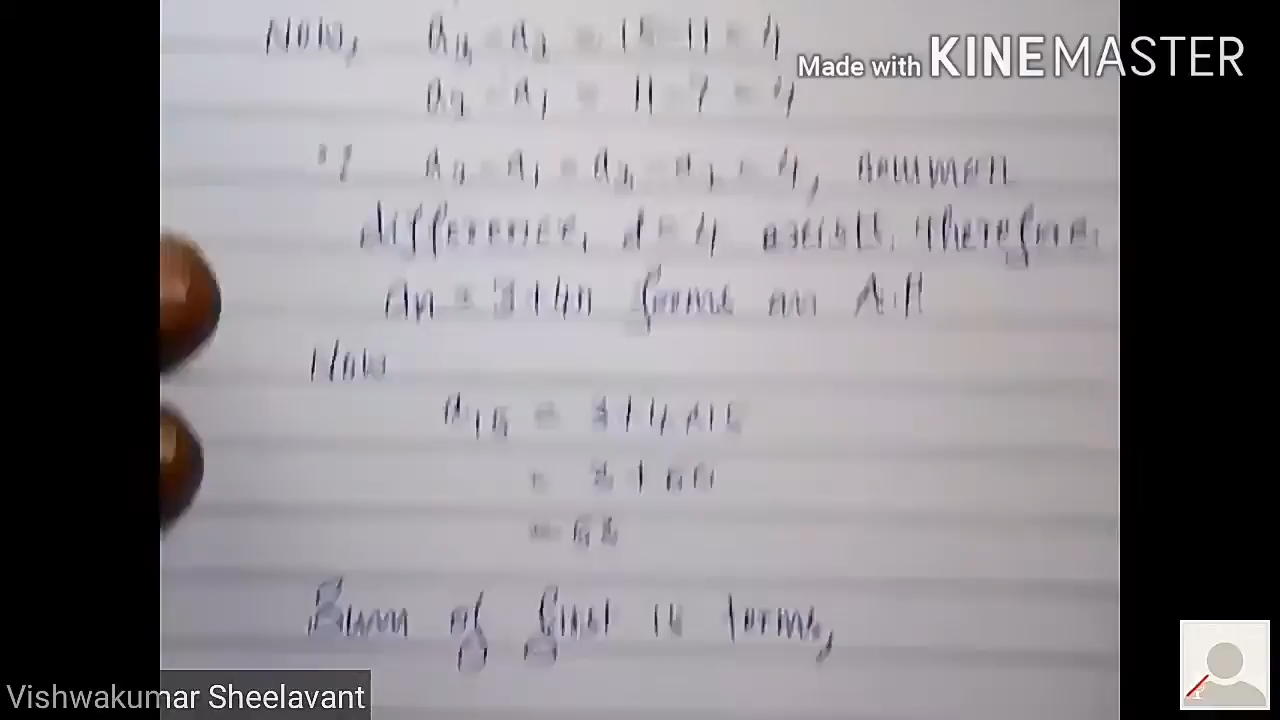 Now, a₃ - a₂ = 15 - 11 = 4
Made with KINEMASTER
a₂ - a₁ = 11 - 7 = 4
∵ a₂ - a₁ = a₃ - a₂ = 4, common
difference, d = 4 exists. therefore,
an = 3 + 4n forms an A.P
Now
a₁₅ = 3 + 4 × 15
= 3 + 60
= 63
Sum of first 15 terms,
Vishwakumar Sheelavant